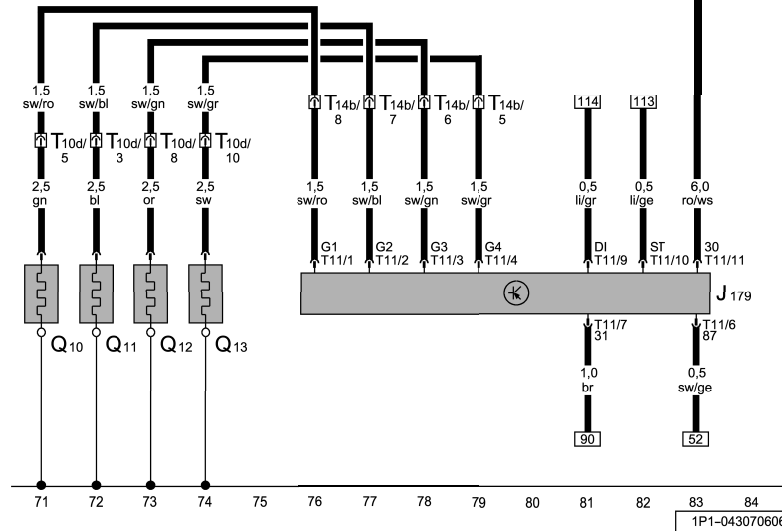 1.5 1.5 1.5 1.5
sw/ro sw/bl sw/gn sw/gr
T14b/ T14b/ T14b/ T14b/ 114 113
8 7 6 5
T10d/ T10d/ T10d/ T10d/
5 3 8 10
2,5 2,5 2,5 2,5 1,5 1,5 1,5 1,5 0,5 0,5 6,0
gn bl or sw sw/ro sw/bl sw/gn sw/gr li/gr li/ge ro/ws
G1 G2 G3 G4 DI ST 30
T11/1 T11/2 T11/3 T11/4 T11/9 T11/10 T11/11
J179
T11/7 T11/6
31 87
Q10 Q11 Q12 Q13
1,0 0,5
br sw/ge
90 52
71 72 73 74 75 76 77 78 79 80 81 82 83 84
1P1-043070606